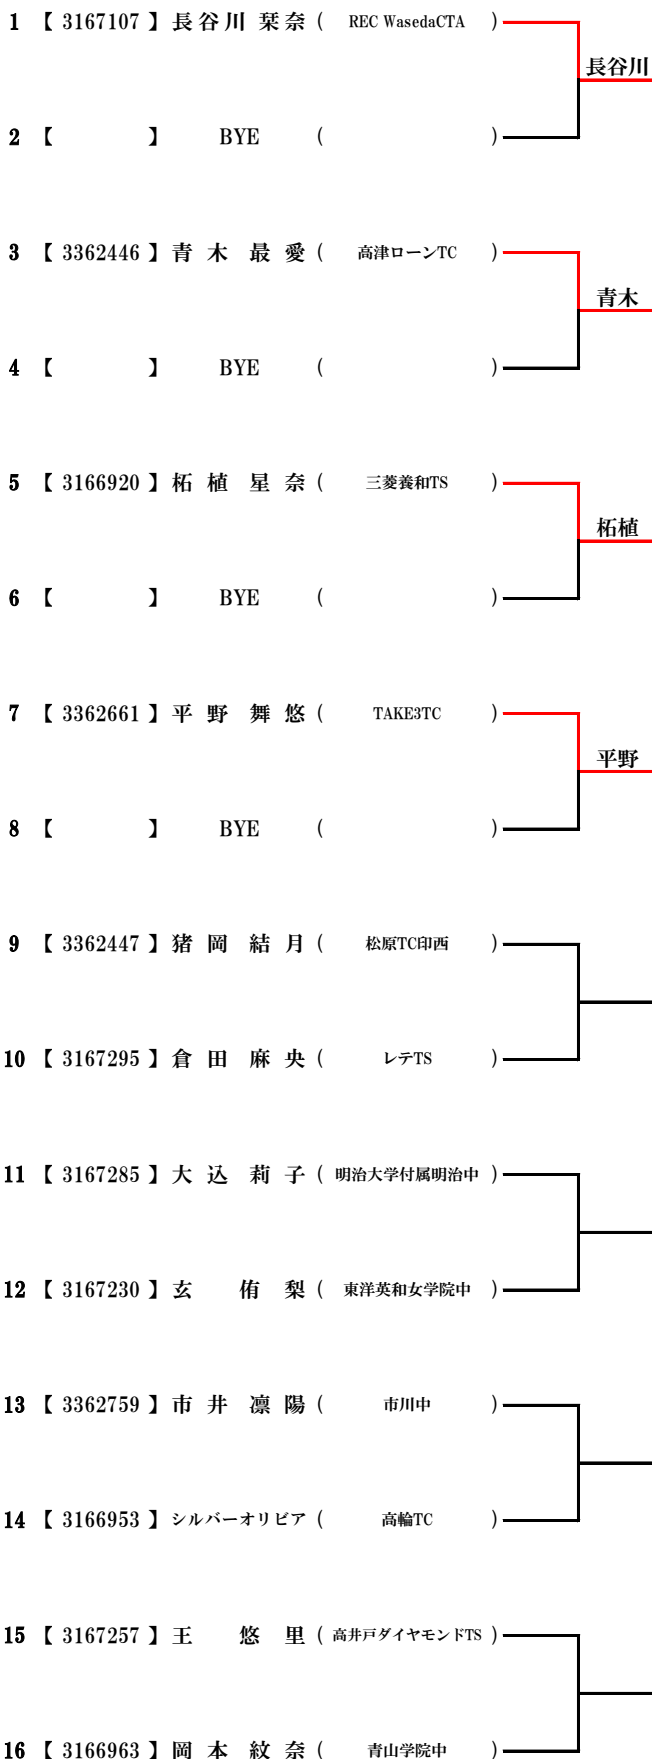 1 【 3167107 】 長谷川 栞奈 ( REC WasedaCTA )
長谷川
2 【 】 BYE ( )
3 【 3362446 】 青木 最愛 ( 高津ローンTC )
青木
4 【 】 BYE ( )
5 【 3166920 】 柘植 星奈 ( 三菱養和TS )
柘植
6 【 】 BYE ( )
7 【 3362661 】 平野 舞悠 ( TAKE3TC )
平野
8 【 】 BYE ( )
9 【 3362447 】 猪岡 結月 ( 松原TC印西 )
10 【 3167295 】 倉田 麻央 ( レテTS )
11 【 3167285 】 大込 莉子 ( 明治大学付属明治中 )
12 【 3167230 】 玄 侑梨 ( 東洋英和女学院中 )
13 【 3362759 】 市井 凛陽 ( 市川中 )
14 【 3166953 】 シルバーオリビア ( 高輪TC )
15 【 3167257 】 王 悠里 ( 高井戸ダイヤモンドTS )
16 【 3166963 】 岡本 紋奈 ( 青山学院中 )